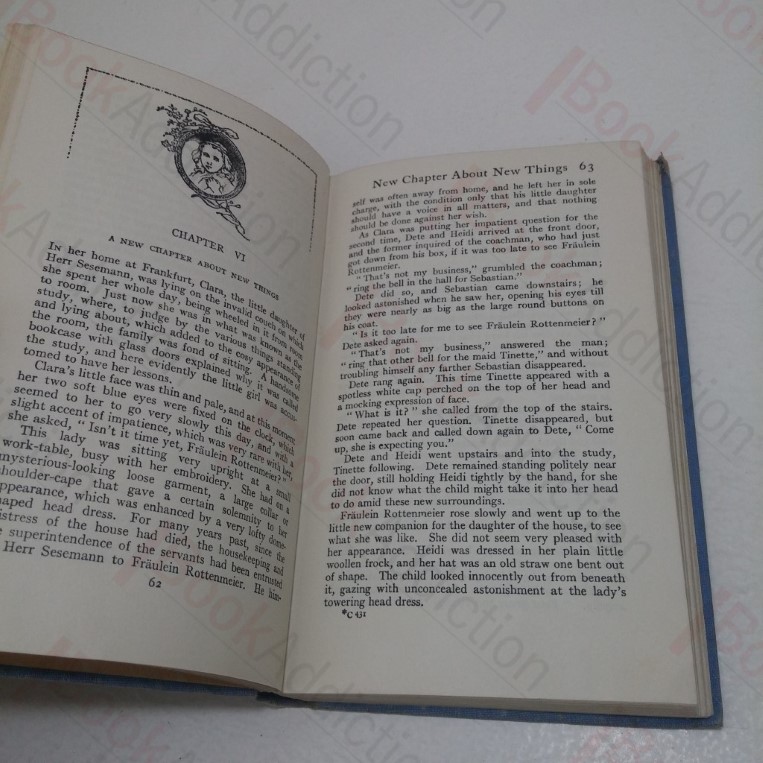 CHAPTER VI
A NEW CHAPTER ABOUT NEW THINGS
IN her home at Frankfurt, Clara, the little daughter of
Herr Sesemann, was lying on the invalid couch on which
she spent her whole day, being wheeled in it from room
to room. Just now she was in what was known as the
study, where, to judge by the various things standing
and lying about, which added to the cosy appearance of
the room, the family was fond of sitting. A handsome
bookcase with glass doors explained why it was called
the study, and here evidently the little girl was accus-
tomed to have her lessons.
Clara's little face was thin and pale, and at this moment
her two soft blue eyes were fixed on the clock, which
seemed to her to go very slowly this day, and with a
slight accent of impatience, which was very rare with her,
she asked, "Isn't it time yet, Fräulein Rottenmeier?"
This lady was sitting very upright at a small
work-table, busy with her embroidery. She had on a
mysterious-looking loose garment, a large collar or
shoulder-cape that gave a certain solemnity to her
ppearance, which was enhanced by a very lofty dome-
aped head dress. For many years past, since the
istress of the house had died, the housekeeping and
e superintendence of the servants had been entrusted
Herr Sesemann to Fräulein Rottenmeier. He him-
62
New Chapter About New Things 63
self was often away from home, and he left her in sole
charge, with the condition only that his little daughter
should have a voice in all matters, and that nothing
should be done against her wish.
As Clara was putting her impatient question for the
second time, Dete and Heidi arrived at the front door,
and the former inquired of the coachman, who had just
got down from his box, if it was too late to see Fräulein
Rottenmeier.
"That's not my business," grumbled the coachman;
"ring the bell in the hall for Sebastian."
Dete did so, and Sebastian came downstairs; he
looked astonished when he saw her, opening his eyes till
they were nearly as big as the large round buttons on
his coat.
"Is it too late for me to see Fräulein Rottenmeier?"
Dete asked again.
"That's not my business," answered the man;
"ring that other bell for the maid Tinette," and without
troubling himself any farther Sebastian disappeared.
Dete rang again. This time Tinette appeared with a
spotless white cap perched on the top of her head and
a mocking expression of face.
"What is it?" she called from the top of the stairs.
Dete repeated her question. Tinette disappeared, but
soon came back and called down again to Dete, "Come
up, she is expecting you."
Dete and Heidi went upstairs and into the study,
Tinette following. Dete remained standing politely near
the door, still holding Heidi tightly by the hand, for she
did not know what the child might take it into her head
to do amid these new surroundings.
Fräulein Rottenmeier rose slowly and went up to the
little new companion for the daughter of the house, to see
what she was like. She did not seem very pleased with
her appearance. Heidi was dressed in her plain little
woollen frock, and her hat was an old straw one bent out
of shape. The child looked innocently out from beneath
it, gazing with unconcealed astonishment at the lady's
towering head dress.
*C 431
BookAddiction